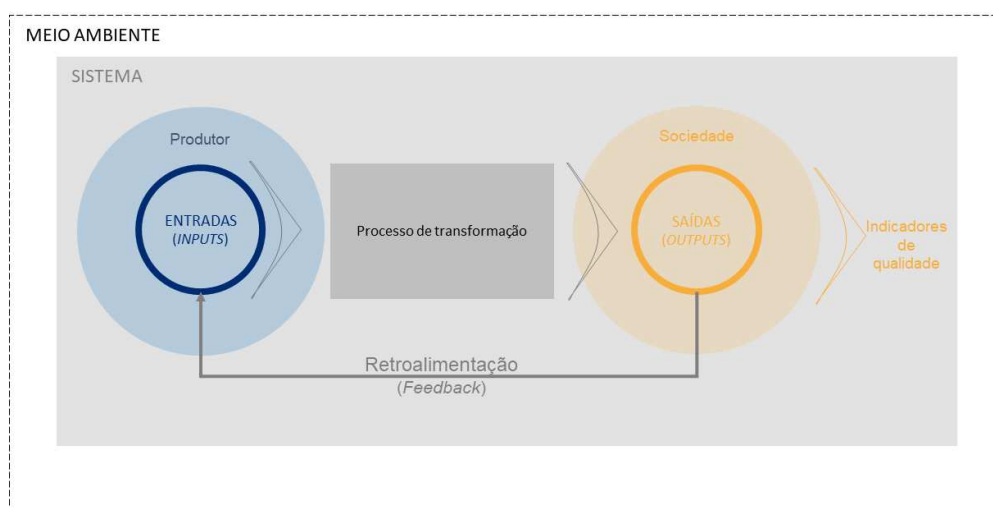 MEIO AMBIENTE
SISTEMA
Produtor
ENTRADAS
(INPUTS)
Processo de transformação
Sociedade
SAÍDAS
(OUTPUTS)
Indicadores
de
qualidade
Retroalimentação
(Feedback)